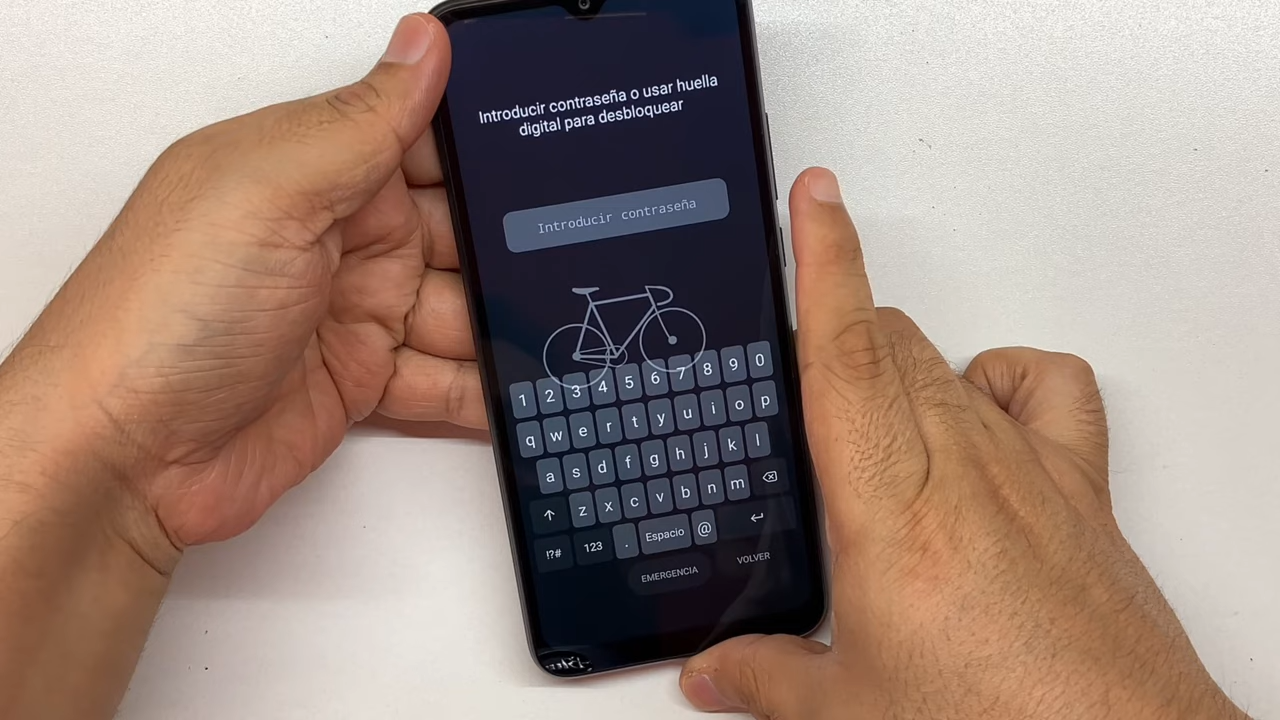 Introducir contraseña o usar huella
digital para desbloquear
Introducir contraseña
1 2 3 4 5 6 7 8 9 0
q w e r t y u i o p
a s d f g h j k l
z x c v b n m
!?# 123 . Espacio @
EMERGENCIA VOLVER